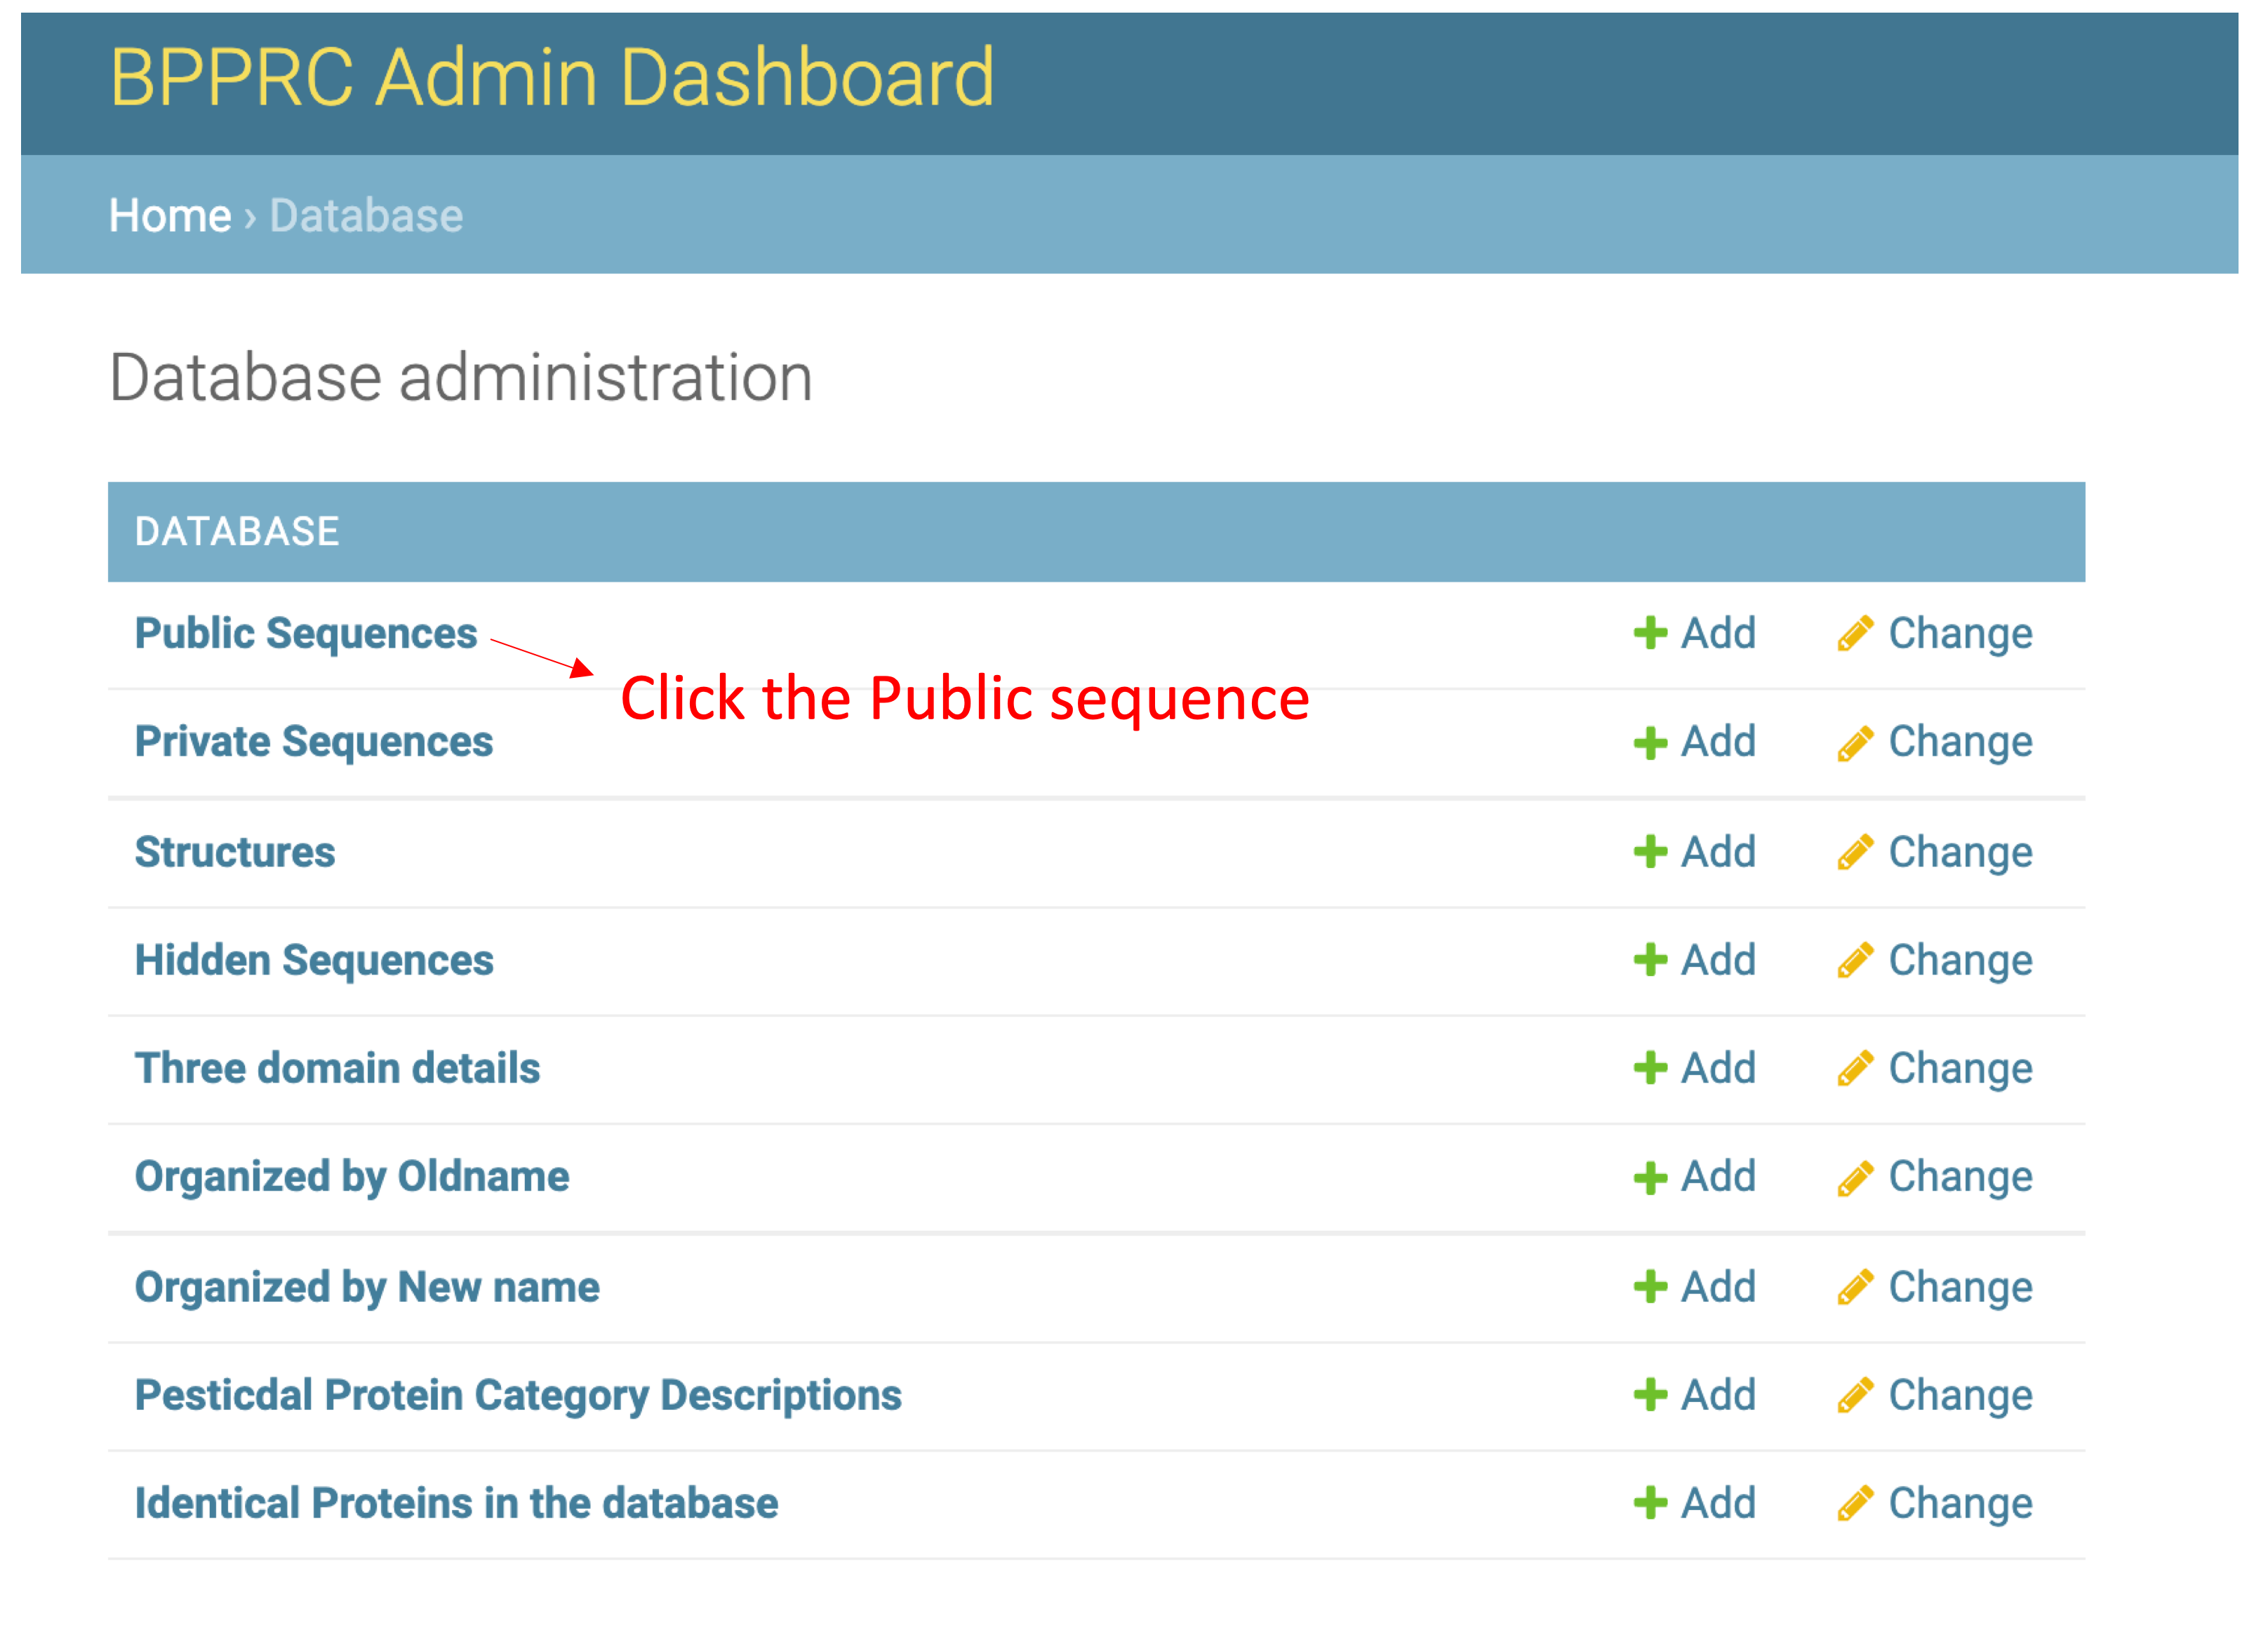 BPPRC Admin Dashboard
Home › Database
Database administration
DATABASE
Public Sequences Add Change
Click the Public sequence
Private Sequences Add Change
Structures Add Change
Hidden Sequences Add Change
Three domain details Add Change
Organized by Oldname Add Change
Organized by New name Add Change
Pesticdal Protein Category Descriptions Add Change
Identical Proteins in the database Add Change